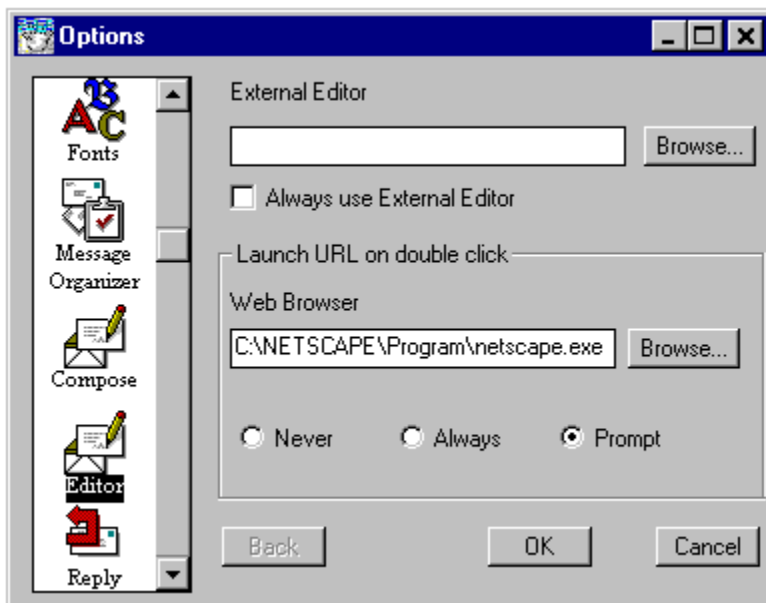 Options
Fonts
Message
Organizer
Compose
Editor
Reply
External Editor
Browse...
Always use External Editor
Launch URL on double click
Web Browser
C:\NETSCAPE\Program\netscape.exe
Browse...
Never
Always
Prompt
Back
OK
Cancel